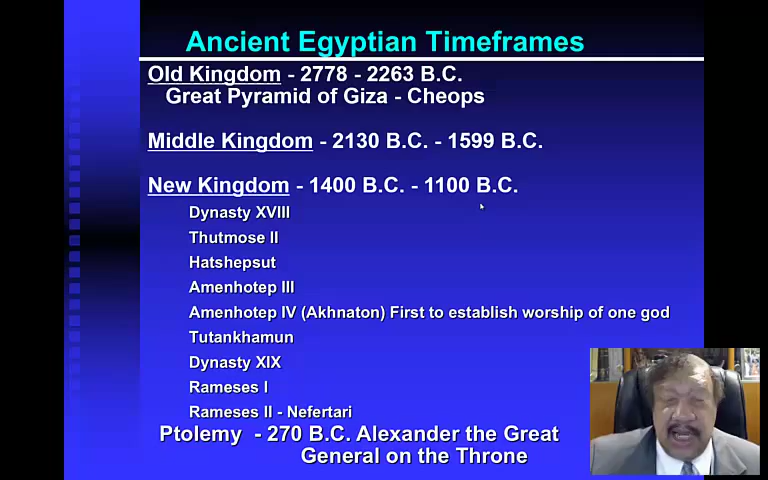 Ancient Egyptian Timeframes
Old Kingdom - 2778 - 2263 B.C.
Great Pyramid of Giza - Cheops
Middle Kingdom - 2130 B.C. - 1599 B.C.
New Kingdom - 1400 B.C. - 1100 B.C.
Dynasty XVIII
Thutmose II
Hatshepsut
Amenhotep III
Amenhotep IV (Akhnaton) First to establish worship of one god
Tutankhamun
Dynasty XIX
Rameses I
Rameses II - Nefertari
Ptolemy - 270 B.C. Alexander the Great
General on the Throne